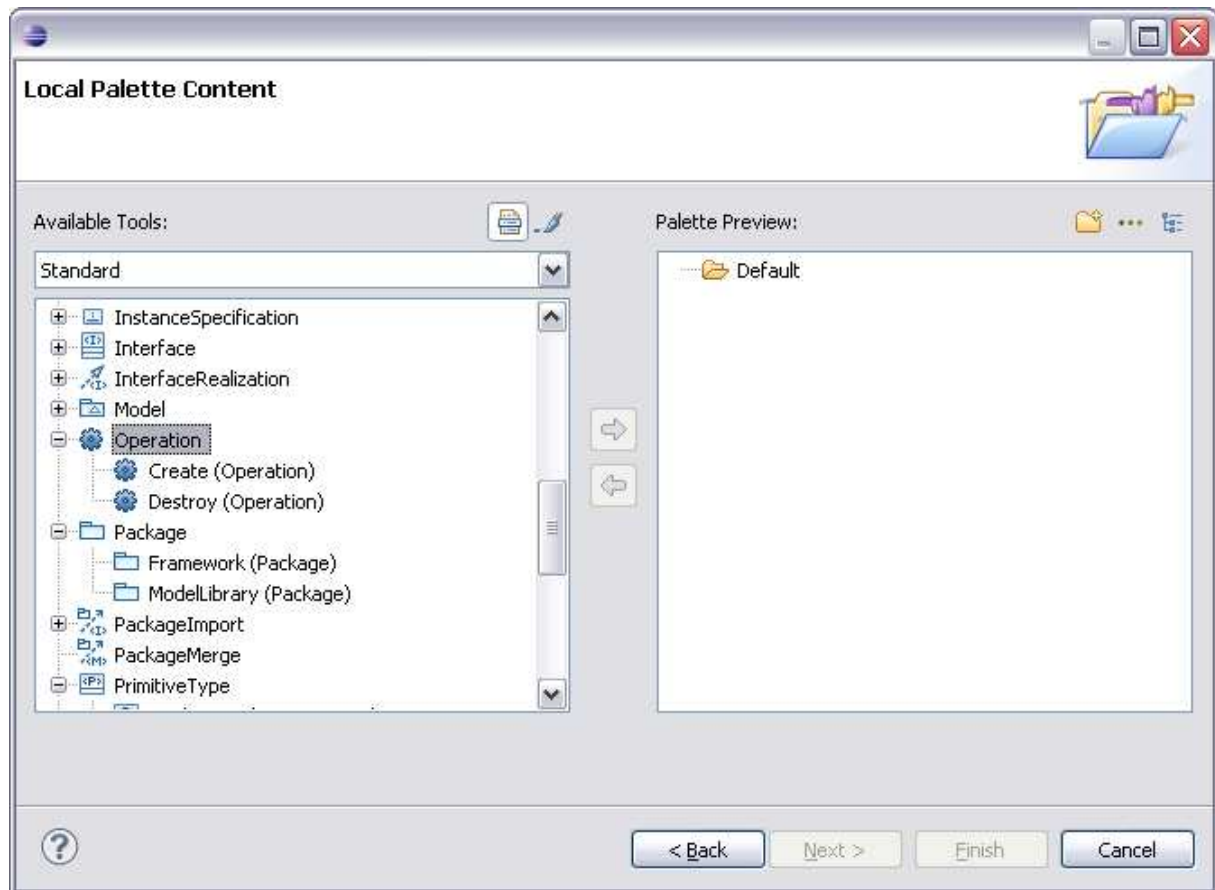 Local Palette Content
Available Tools:
Palette Preview:
Standard
Default
InstanceSpecification
Interface
InterfaceRealization
Model
Operation
Create (Operation)
Destroy (Operation)
Package
Framework (Package)
ModelLibrary (Package)
PackageImport
PackageMerge
PrimitiveType
< Back
Next >
Finish
Cancel